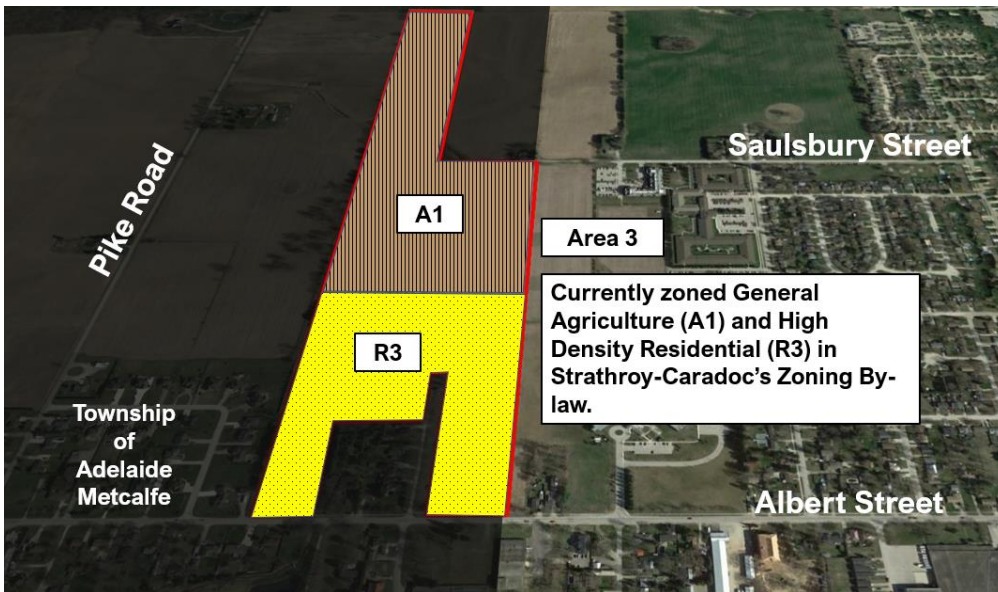 Saulsbury Street
Pike Road
A1
Area 3
Currently zoned General
Agriculture (A1) and High
Density Residential (R3) in
Strathroy-Caradoc's Zoning By-
law.
R3
Township
of
Adelaide
Metcalfe
Albert Street